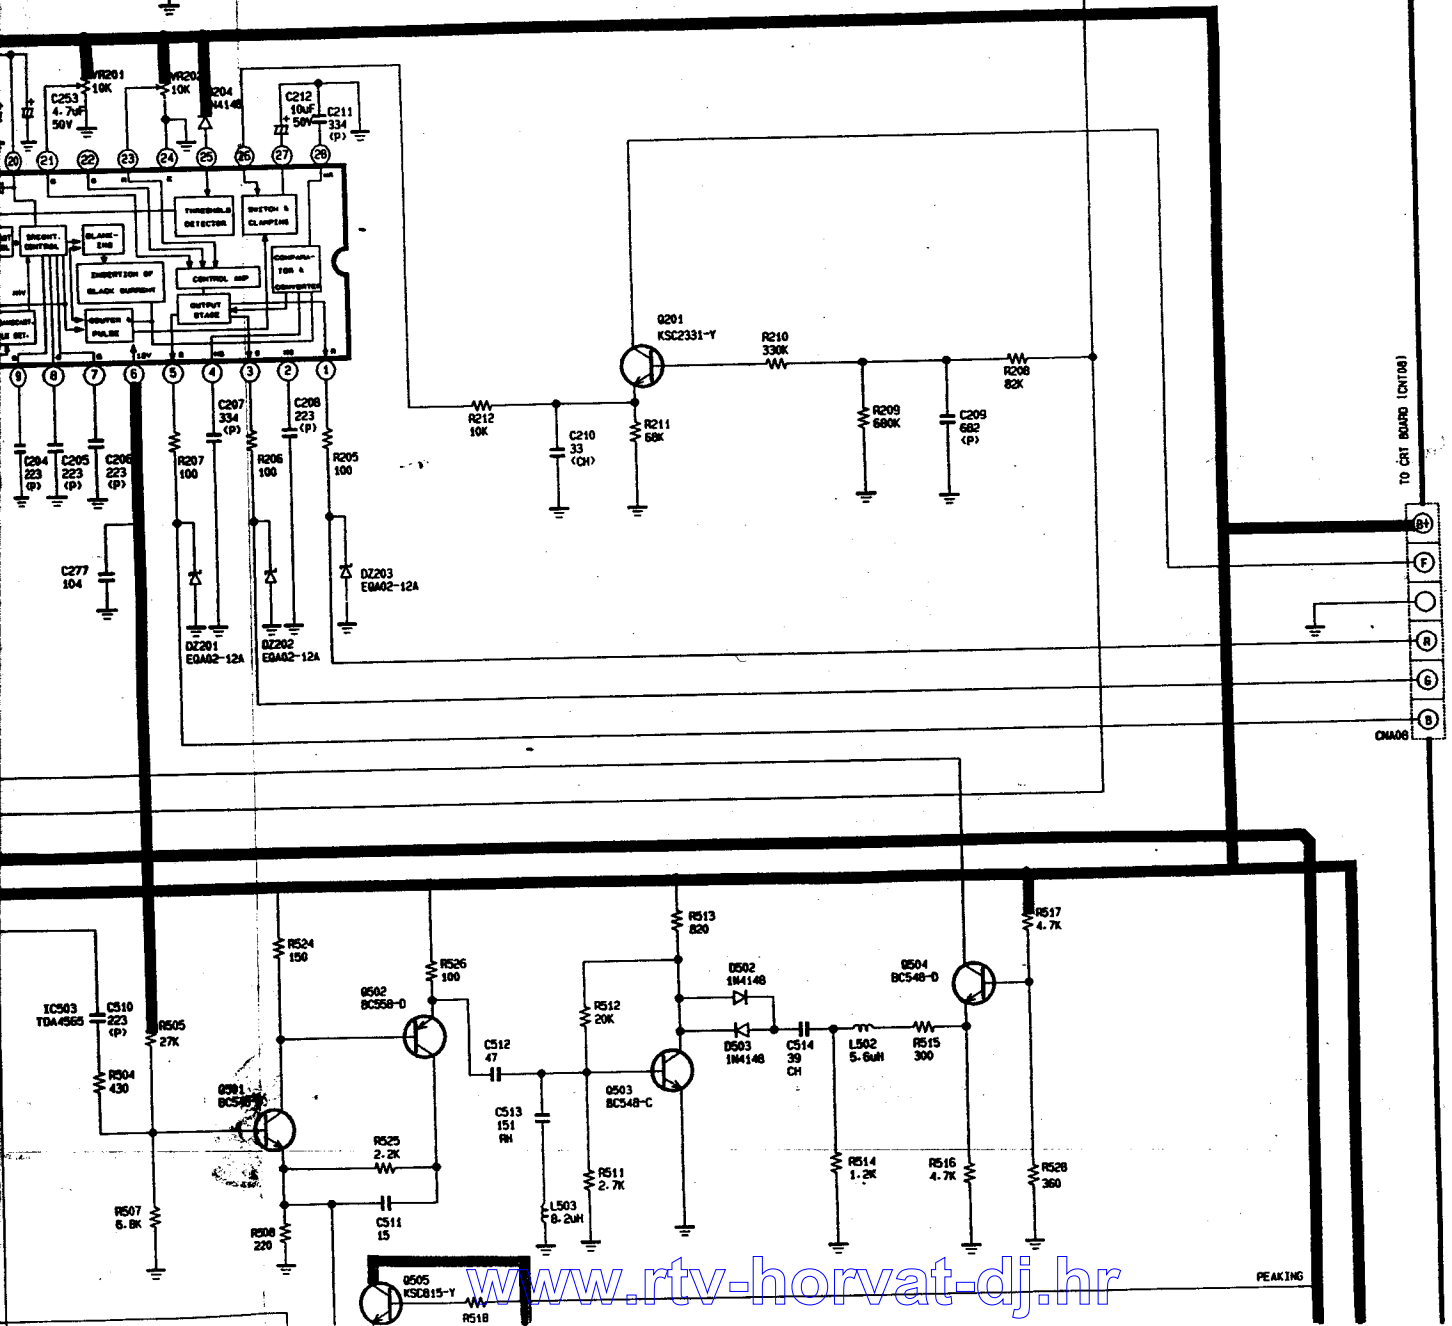 VR201
10K
C253
4.7uF
50V
10K
C212
10uF
50V
C211
334
(P)
20
21
22
23
24
25
26
27
28
THRESHOLD
DETECTOR
SWITCH &
CLAMPING
BRIGHT.
CONTROL
BLANK-
ING
INSERTION OF
BLACK CURRENT
CONTROL AMP
COMPARA-
TOR &
CONVERTER
OUTPUT
STAGE
PULSE
12V
9
8
7
6
5
4
3
2
1
Q201
KSC2331-Y
R210
330K
R208
82K
R212
10K
C210
33
(CH)
R211
68K
R209
680K
C209
682
(P)
TO CRT BOARD (CNT08)
C204
223
(P)
C205
223
(P)
C206
223
(P)
R207
100
C207
334
(P)
R206
100
C208
223
(P)
R205
100
C277
104
DZ201
EQA02-12A
DZ202
EQA02-12A
DZ203
EQA02-12A
B+
F
R
G
B
CNA08
R524
150
R526
100
R513
820
R517
4.7K
IC503
TDA4565
C510
223
(P)
R505
27K
R504
430
Q501
Q502
BC558-D
C512
47
R512
20K
D502
1N4148
D503
1N4148
C514
39
CH
L502
5.6uH
R515
300
Q504
BC548-D
Q503
BC548-C
C513
151
RH
R525
2.2K
C511
15
R507
6.8K
R508
220
L503
8.2uH
R511
2.7K
R514
1.2K
R516
4.7K
R528
360
Q505
KSC815-Y
R518
PEAKING
www.rtv-horvat-dj.hr